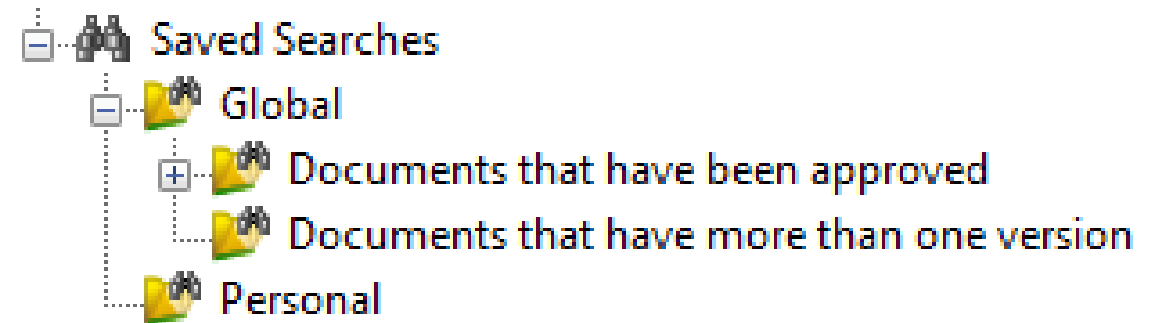 Saved Searches
Global
Documents that have been approved
Documents that have more than one version
Personal